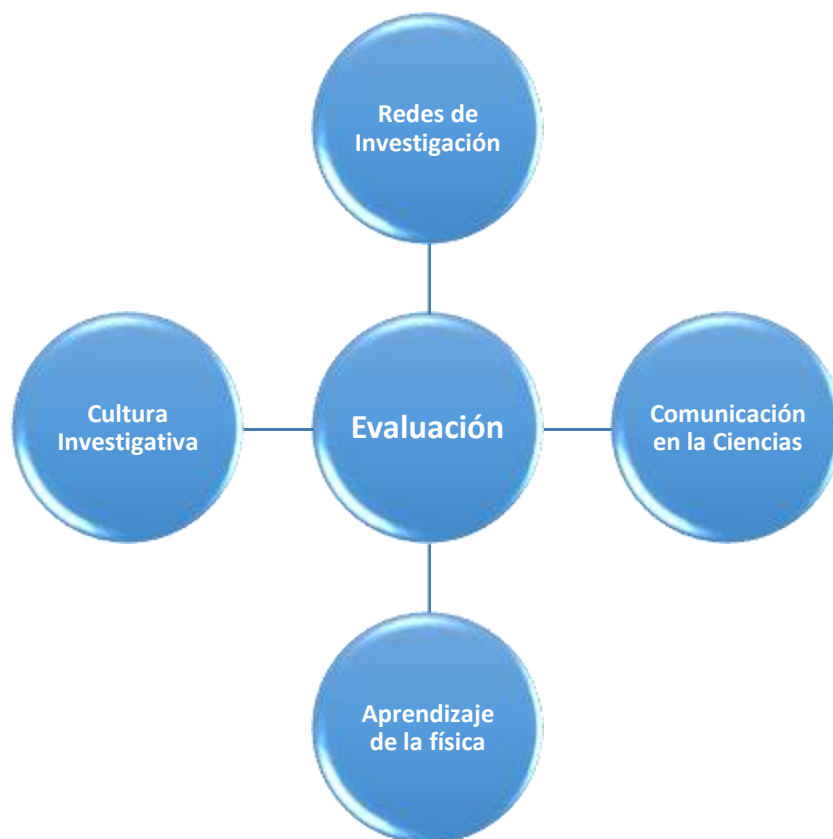 Redes de
Investigación
Cultura
Investigativa
Evaluación
Comunicación
en la Ciencias
Aprendizaje
de la física